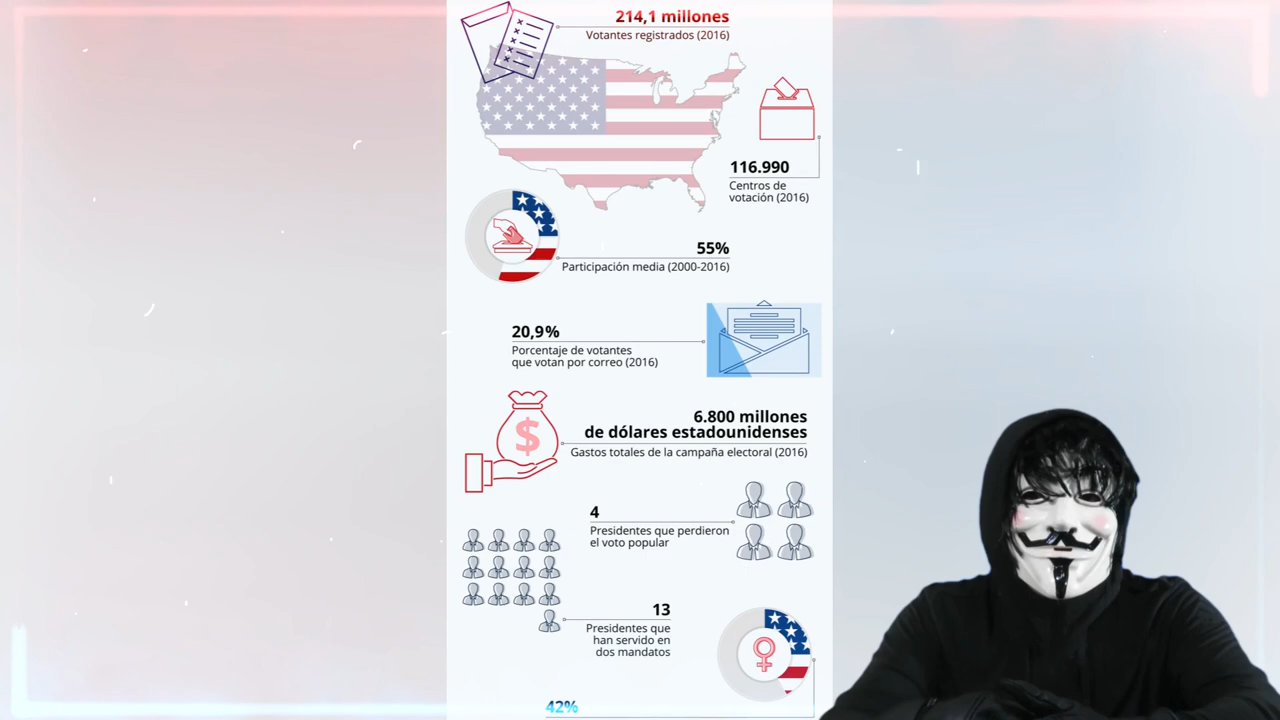 214,1 millones
Votantes registrados (2016)
116.990
Centros de
votación (2016)
55%
Participación media (2000-2016)
20,9%
Porcentaje de votantes
que votan por correo (2016)
$
6.800 millones
de dólares estadounidenses
Gastos totales de la campaña electoral (2016)
4
Presidentes que perdieron
el voto popular
13
Presidentes que
han servido en
dos mandatos
42%